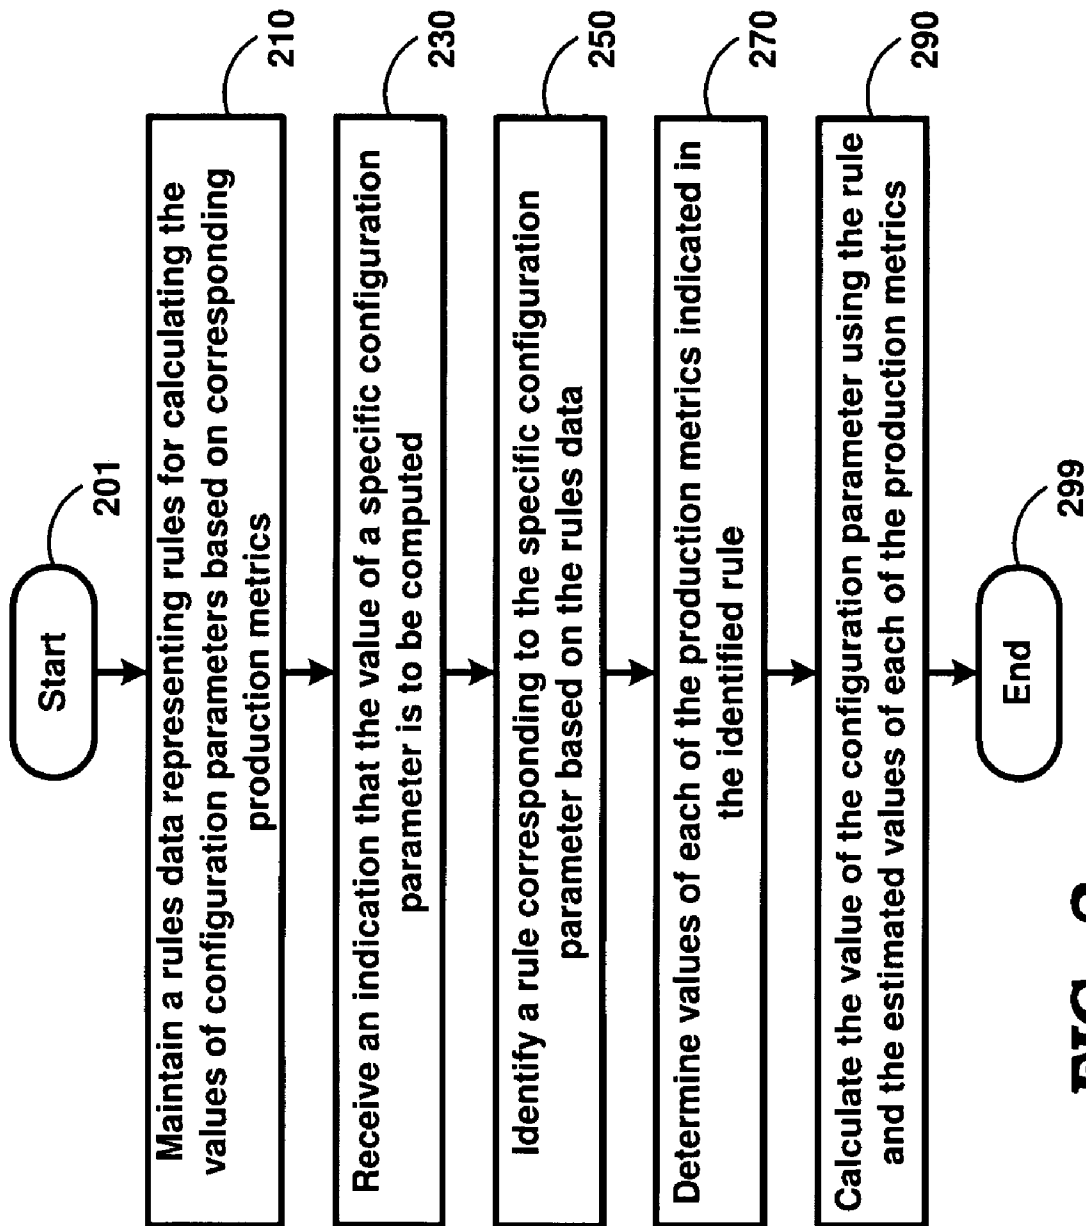 Start
201
Maintain a rules data representing rules for calculating the
values of configuration parameters based on corresponding
production metrics
210
Receive an indication that the value of a specific configuration
parameter is to be computed
230
Identify a rule corresponding to the specific configuration
parameter based on the rules data
250
Determine values of each of the production metrics indicated in
the identified rule
270
Calculate the value of the configuration parameter using the rule
and the estimated values of each of the production metrics
290
End
299